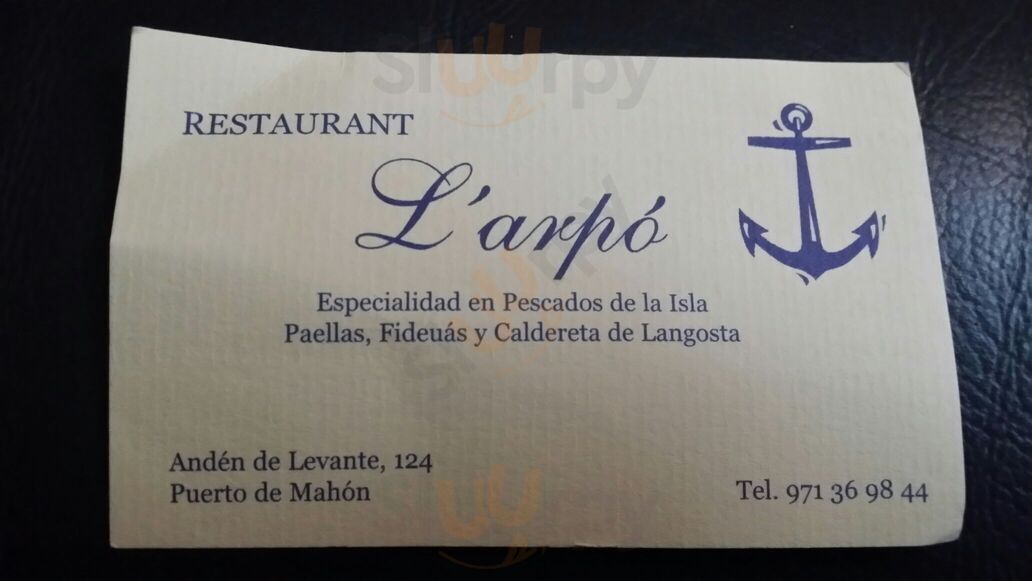 sluurpy
RESTAURANT
L'arpó
Especialidad en Pescados de la Isla
Paellas, Fideuás y Caldereta de Langosta
Andén de Levante, 124
Puerto de Mahón
Tel. 971 36 98 44